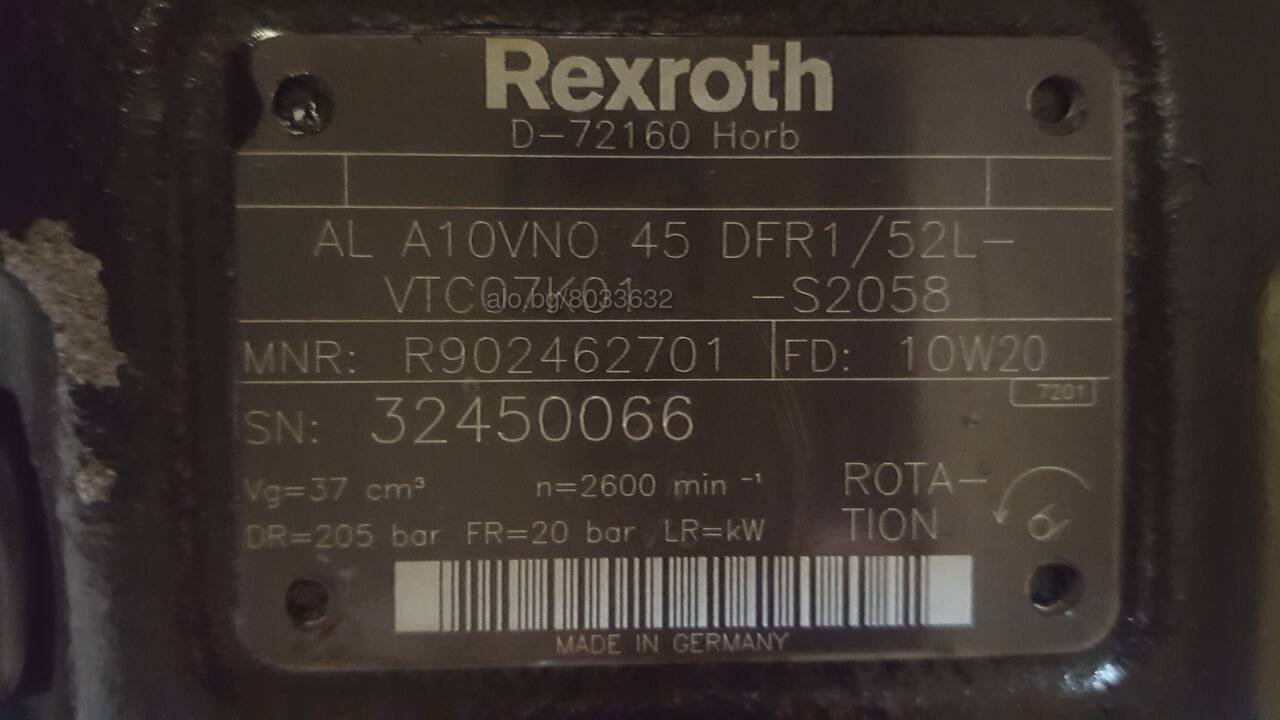 Rexroth
D-72160 Horb
AL A10VNO 45 DFR1/52L-
VTC07K01 -S2058
alo.bg/8033632
MNR: R902462701 FD: 10W20
7201
SN: 32450066
Vg=37 cm³ n=2600 min -1
ROTA-
DR=205 bar FR=20 bar LR=kW
TION
MADE IN GERMANY